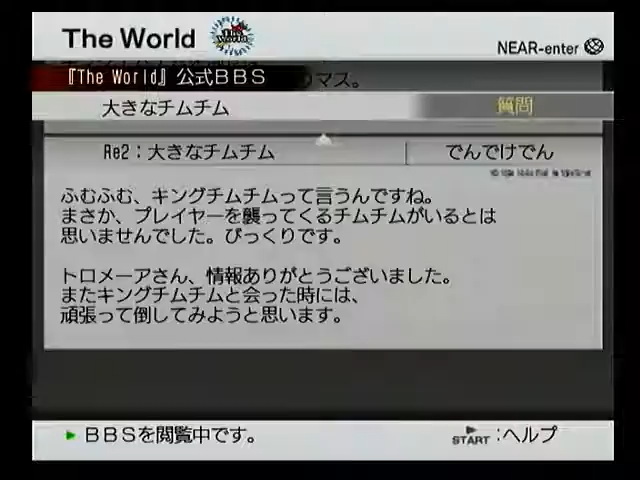 The World
The World
NEAR-enter
『The World』公式BBS
マス。
大きなチムチム
質問
Re2：大きなチムチム
でんでけでん
ふむふむ、キングチムチムって言うんですね。
まさか、プレイヤーを襲ってくるチムチムがいるとは
思いませんでした。びっくりです。
トロメーアさん、情報ありがとうございました。
またキングチムチムと会った時には、
頑張って倒してみようと思います。
BBSを閲覧中です。
START：ヘルプ